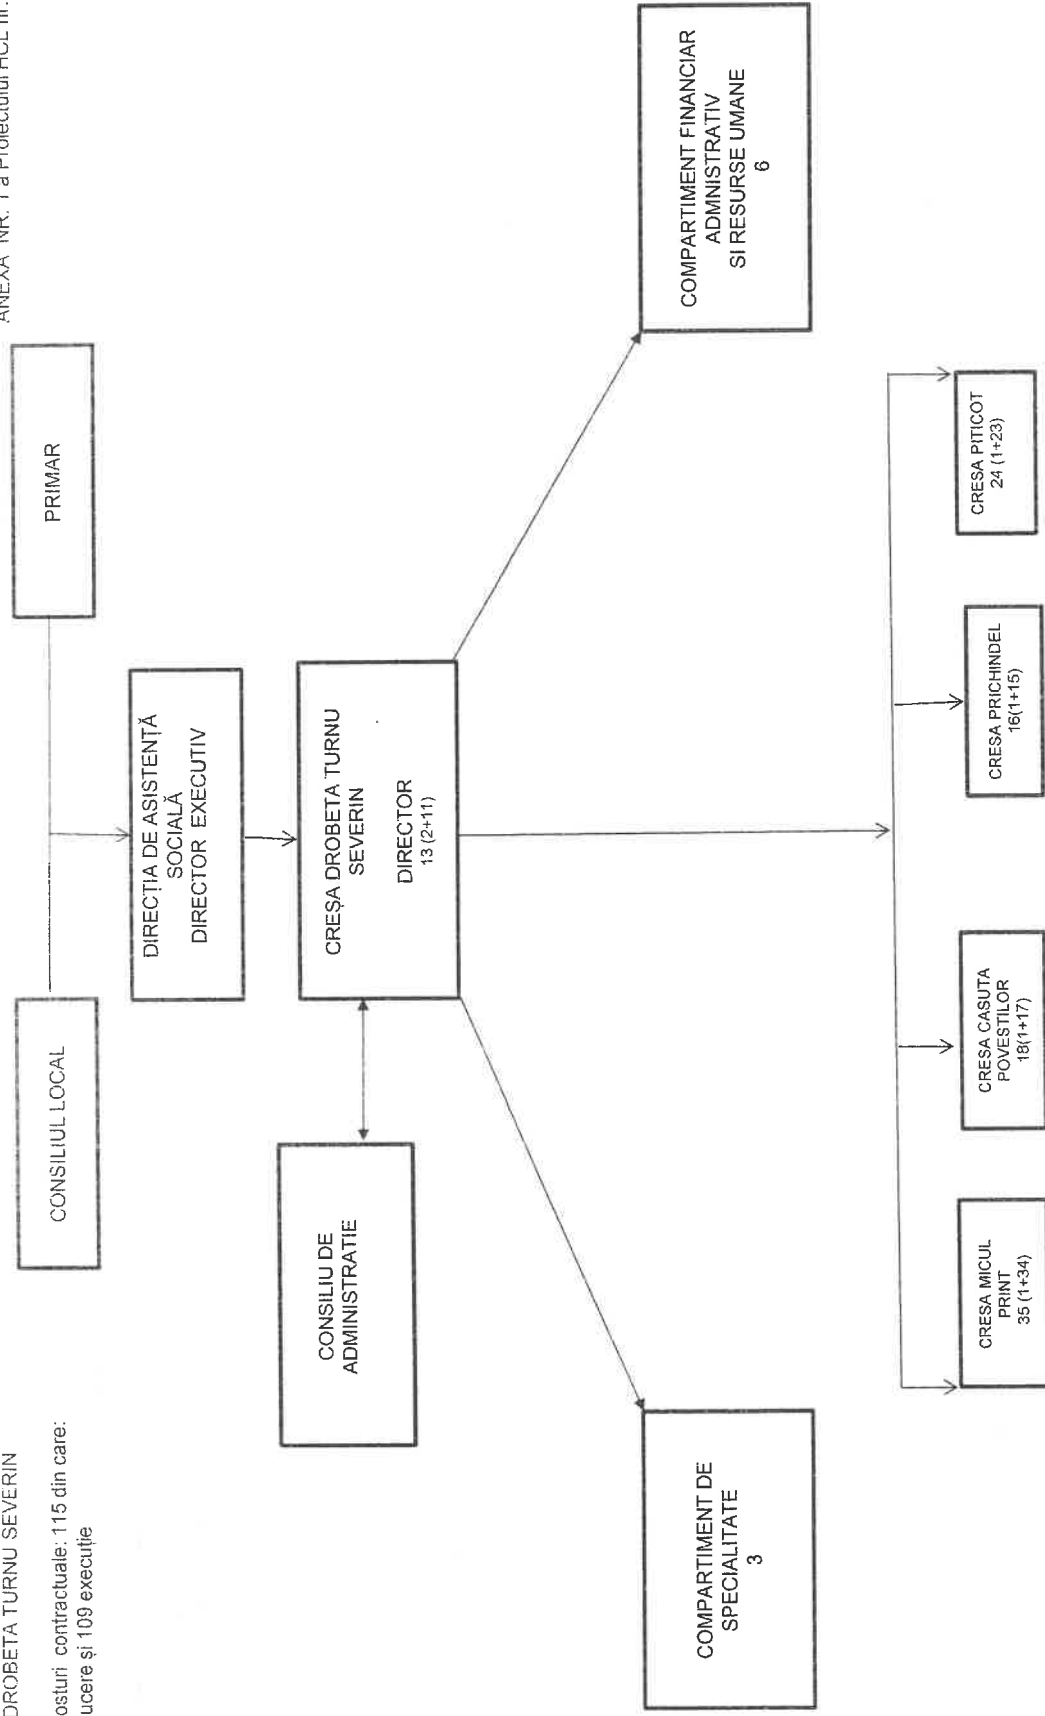 DROBETA TURNU SEVERIN
ANEXA NR. 1 a Proiectului HCL nr.
osturi contractuale: 115 din care:
ucere și 109 execuție
CONSILIUL LOCAL
PRIMAR
DIRECȚIA DE ASISTENȚĂ
SOCIALĂ
DIRECTOR EXECUTIV
CONSILIU DE
ADMINISTRATIE
CREȘA DROBETA TURNU
SEVERIN
DIRECTOR
13 (2+11)
COMPARTIMENT DE
SPECIALITATE
3
COMPARTIMENT FINANCIAR
ADMNISTRATIV
SI RESURSE UMANE
6
CRESA MICUL
PRINT
35 (1+34)
CRESA CASUTA
POVESTILOR
18(1+17)
CRESA PRICHINDEL
16(1+15)
CRESA PITICOT
24 (1+23)